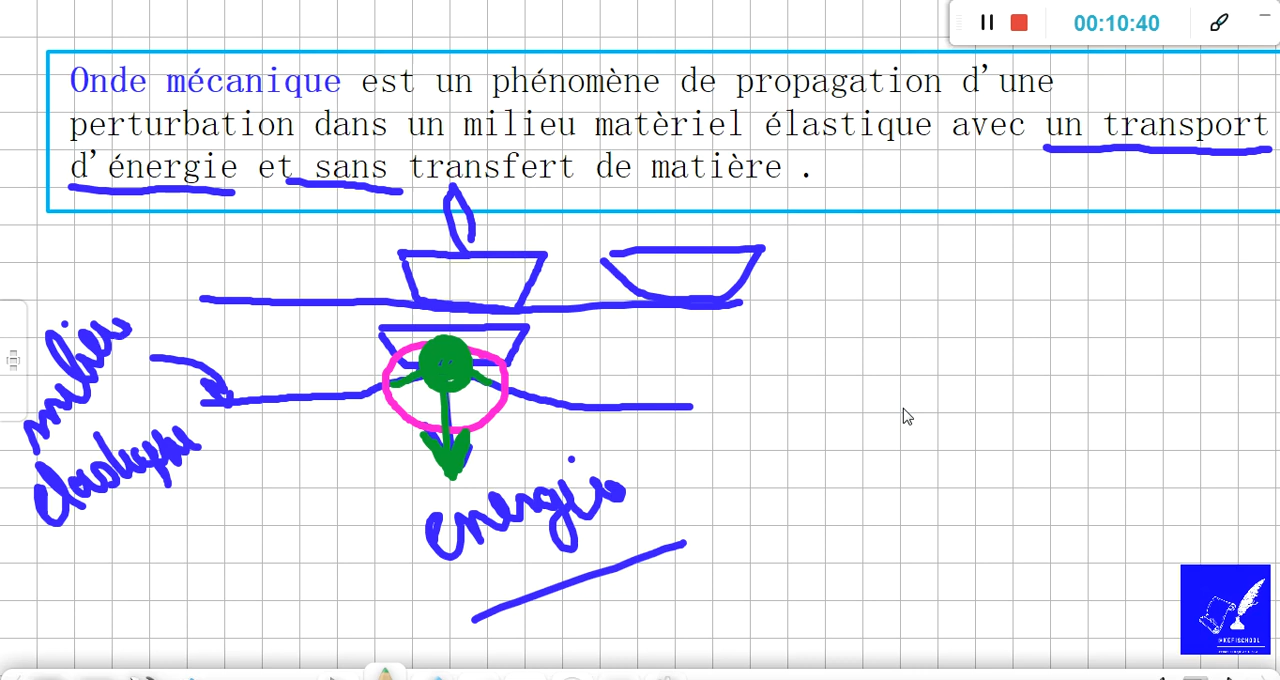 00:10:40
Onde mécanique est un phénomène de propagation d'une
perturbation dans un milieu matèriel élastique avec un transport
d'énergie et sans transfert de matière .
milieu
élastique
energie